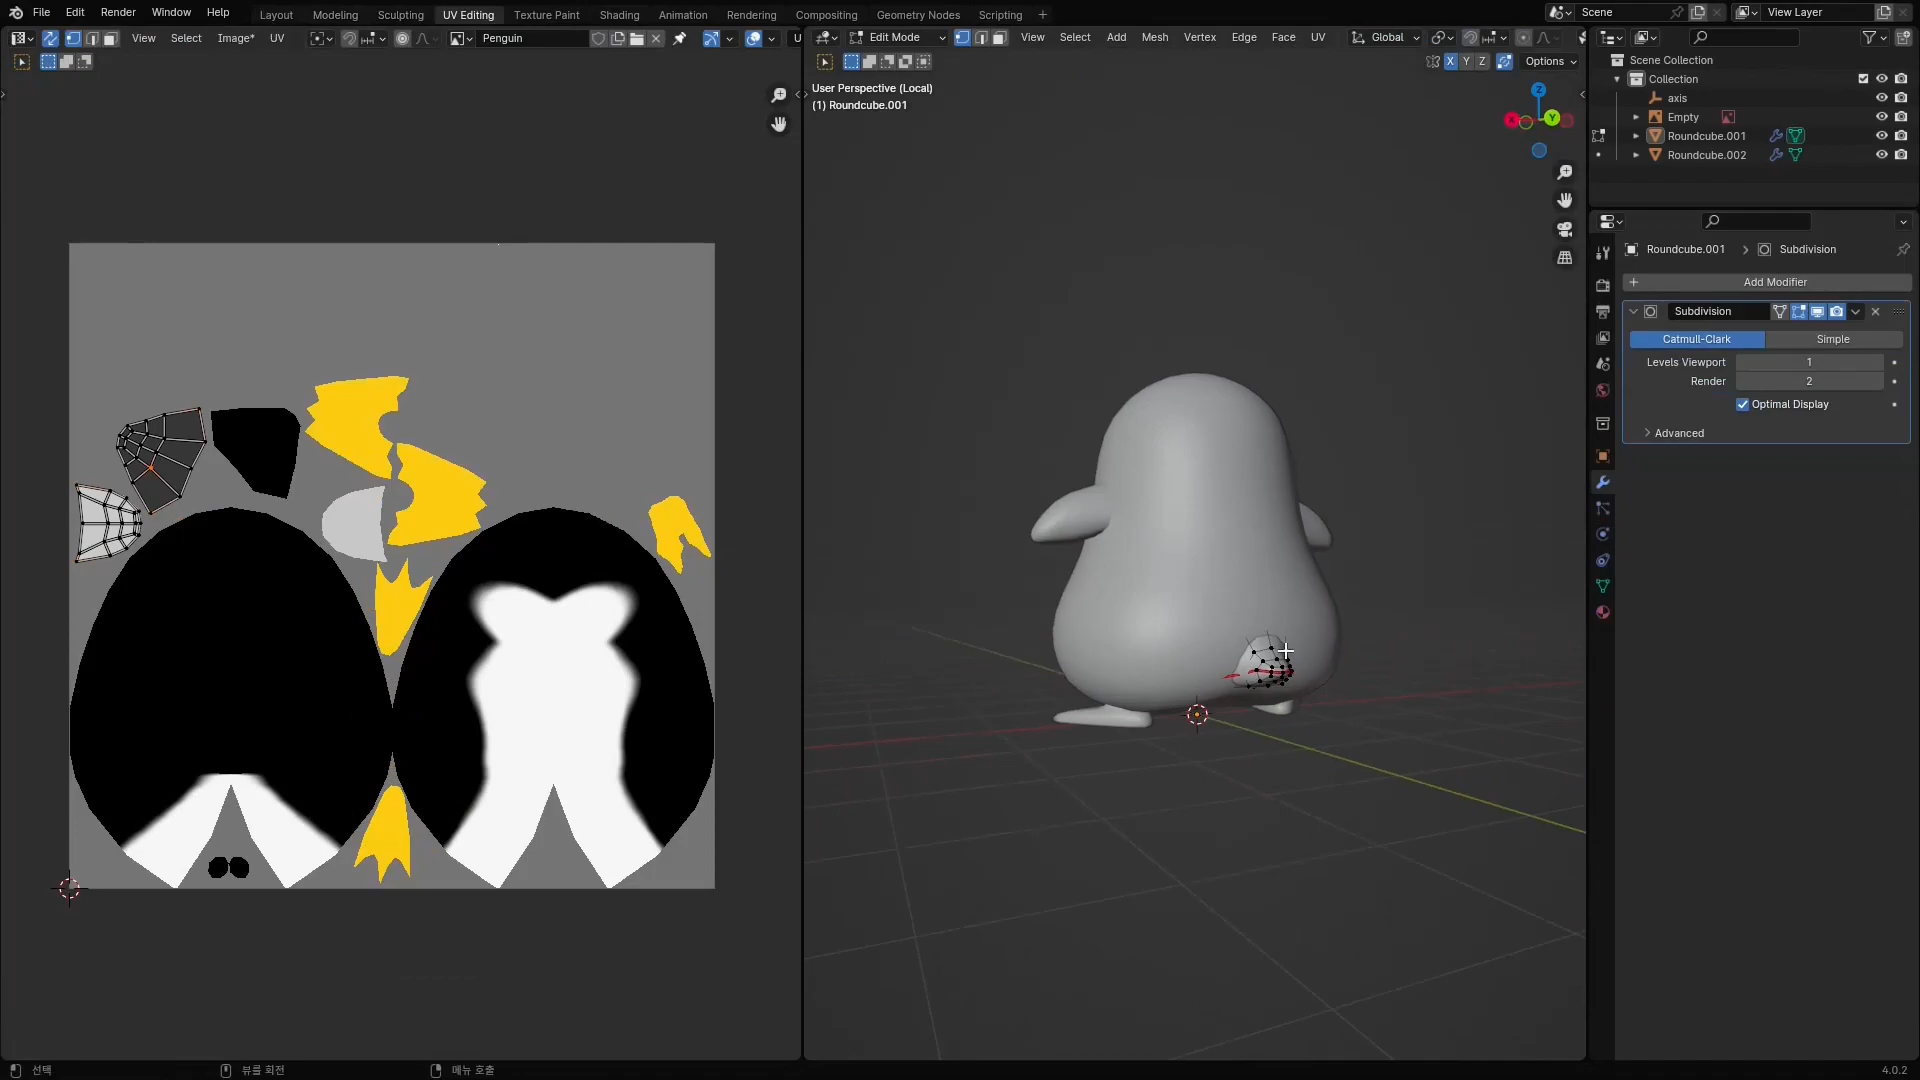 File Edit Render Window Help Layout Modeling Sculpting UV Editing Texture Paint Shading Animation Rendering Compositing Geometry Nodes Scripting + Scene View Layer
View Select Image* UV Penguin U Edit Mode View Select Add Mesh Vertex Edge Face UV Global
X Y Z Options
Scene Collection
Collection
axis
Empty
Roundcube.001
Roundcube.002
User Perspective (Local)
(1) Roundcube.001
Z
X
Y
Roundcube.001 > Subdivision
+ Add Modifier
Subdivision
Catmull-Clark Simple
Levels Viewport 1
Render 2
Optimal Display
Advanced
선택 뷰를 회전 메뉴 호출 4.0.2